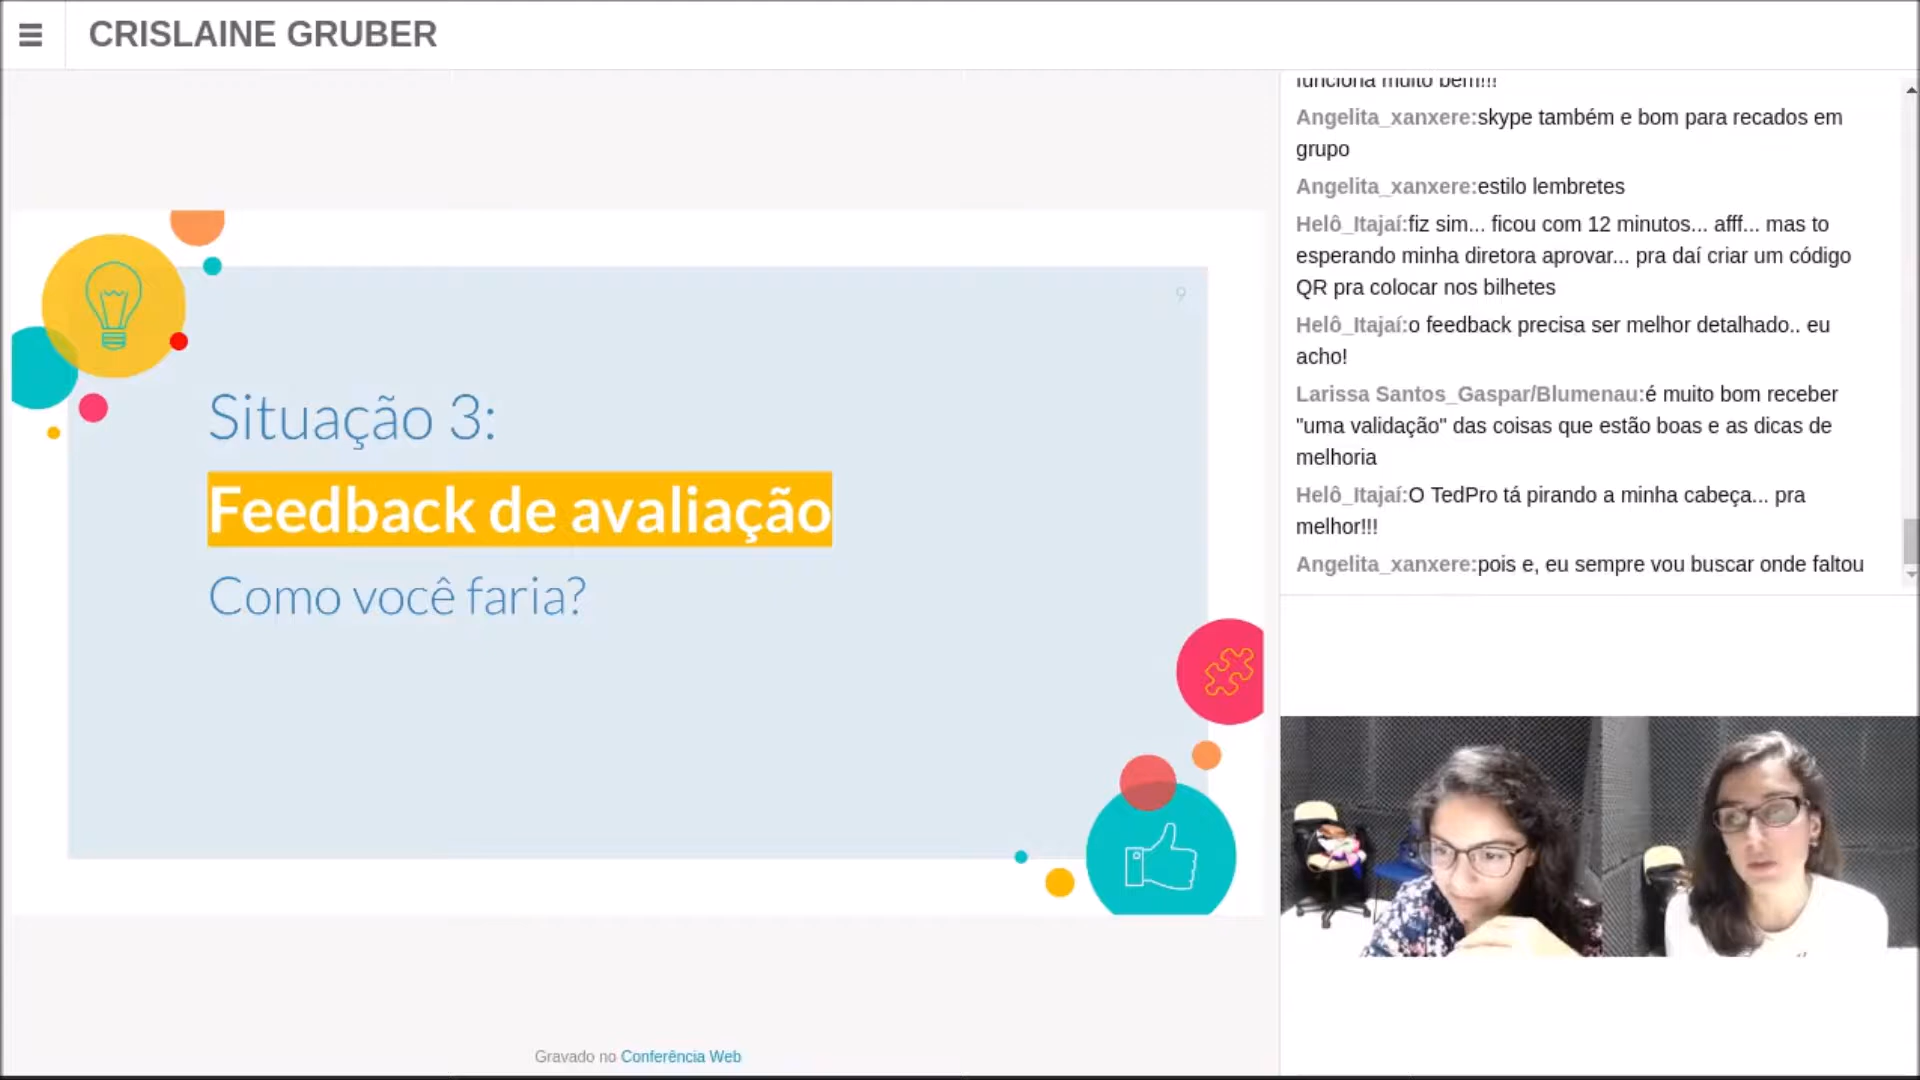 CRISLAINE GRUBER
9
Situação 3:
Feedback de avaliação
Como você faria?
funciona muito bem!!!
Angelita_xanxere:skype também e bom para recados em
grupo
Angelita_xanxere:estilo lembretes
Helô_Itajaí:fiz sim... ficou com 12 minutos... afff... mas to
esperando minha diretora aprovar... pra daí criar um código
QR pra colocar nos bilhetes
Helô_Itajaí:o feedback precisa ser melhor detalhado.. eu
acho!
Larissa Santos_Gaspar/Blumenau:é muito bom receber
"uma validação" das coisas que estão boas e as dicas de
melhoria
Helô_Itajaí:O TedPro tá pirando a minha cabeça... pra
melhor!!!
Angelita_xanxere:pois e, eu sempre vou buscar onde faltou
Gravado no Conferência Web